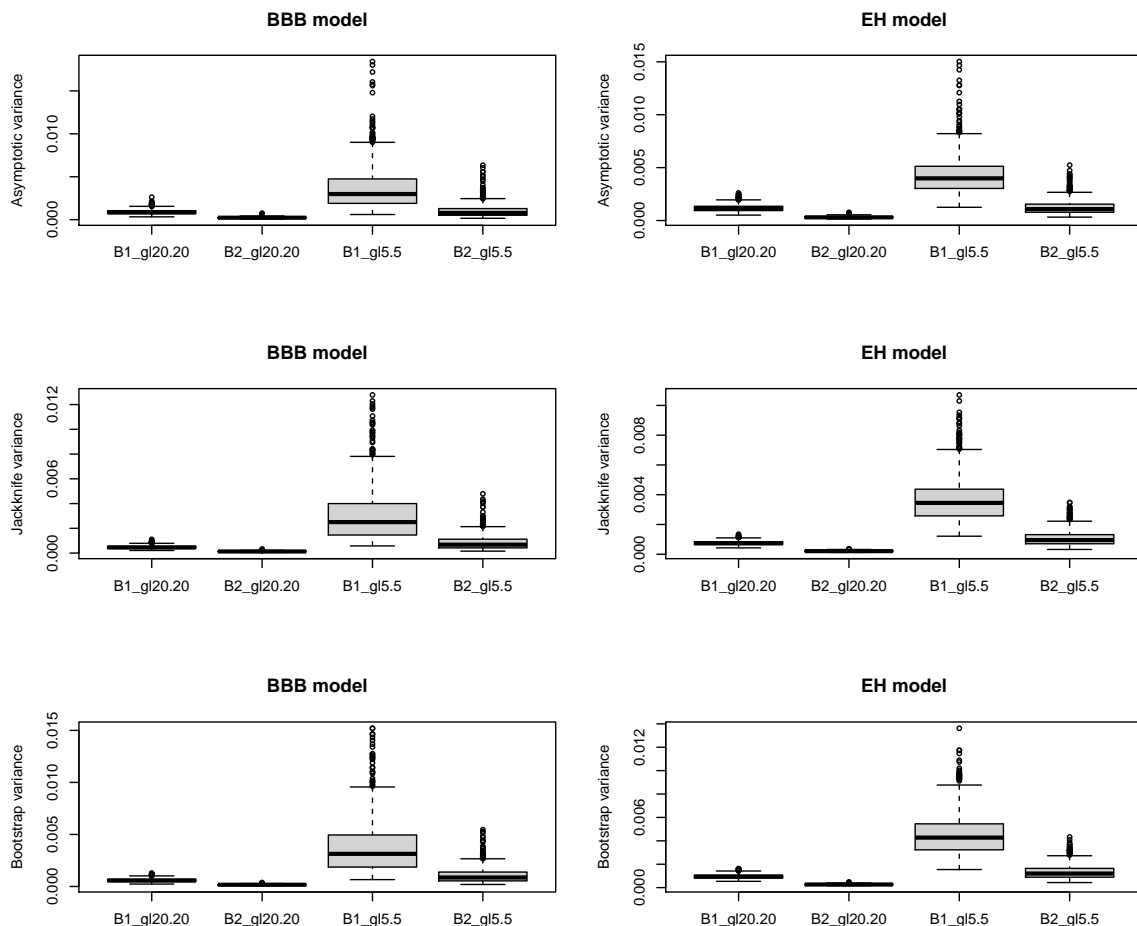 BBB model
Asymptotic variance
0.010
0.000
B1_gl20.20 B2_gl20.20 B1_gl5.5 B2_gl5.5
EH model
Asymptotic variance
0.015
0.010
0.005
0.000
B1_gl20.20 B2_gl20.20 B1_gl5.5 B2_gl5.5
BBB model
Jackknife variance
0.012
0.006
0.000
B1_gl20.20 B2_gl20.20 B1_gl5.5 B2_gl5.5
EH model
Jackknife variance
0.008
0.004
0.000
B1_gl20.20 B2_gl20.20 B1_gl5.5 B2_gl5.5
BBB model
Bootstrap variance
0.015
0.010
0.005
0.000
B1_gl20.20 B2_gl20.20 B1_gl5.5 B2_gl5.5
EH model
Bootstrap variance
0.012
0.006
0.000
B1_gl20.20 B2_gl20.20 B1_gl5.5 B2_gl5.5